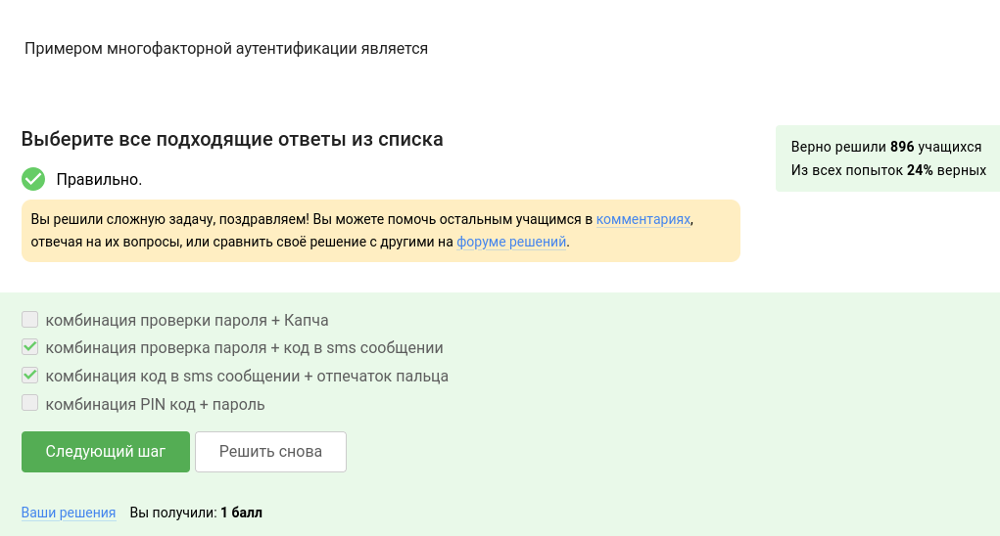 Примером многофакторной аутентификации является
Выберите все подходящие ответы из списка
Верно решили 896 учащихся
Из всех попыток 24% верных
Правильно.
Вы решили сложную задачу, поздравляем! Вы можете помочь остальным учащимся в комментариях,
отвечая на их вопросы, или сравнить своё решение с другими на форуме решений.
комбинация проверки пароля + Капча
комбинация проверка пароля + код в sms сообщении
комбинация код в sms сообщении + отпечаток пальца
комбинация PIN код + пароль
Следующий шаг
Решить снова
Ваши решения Вы получили: 1 балл